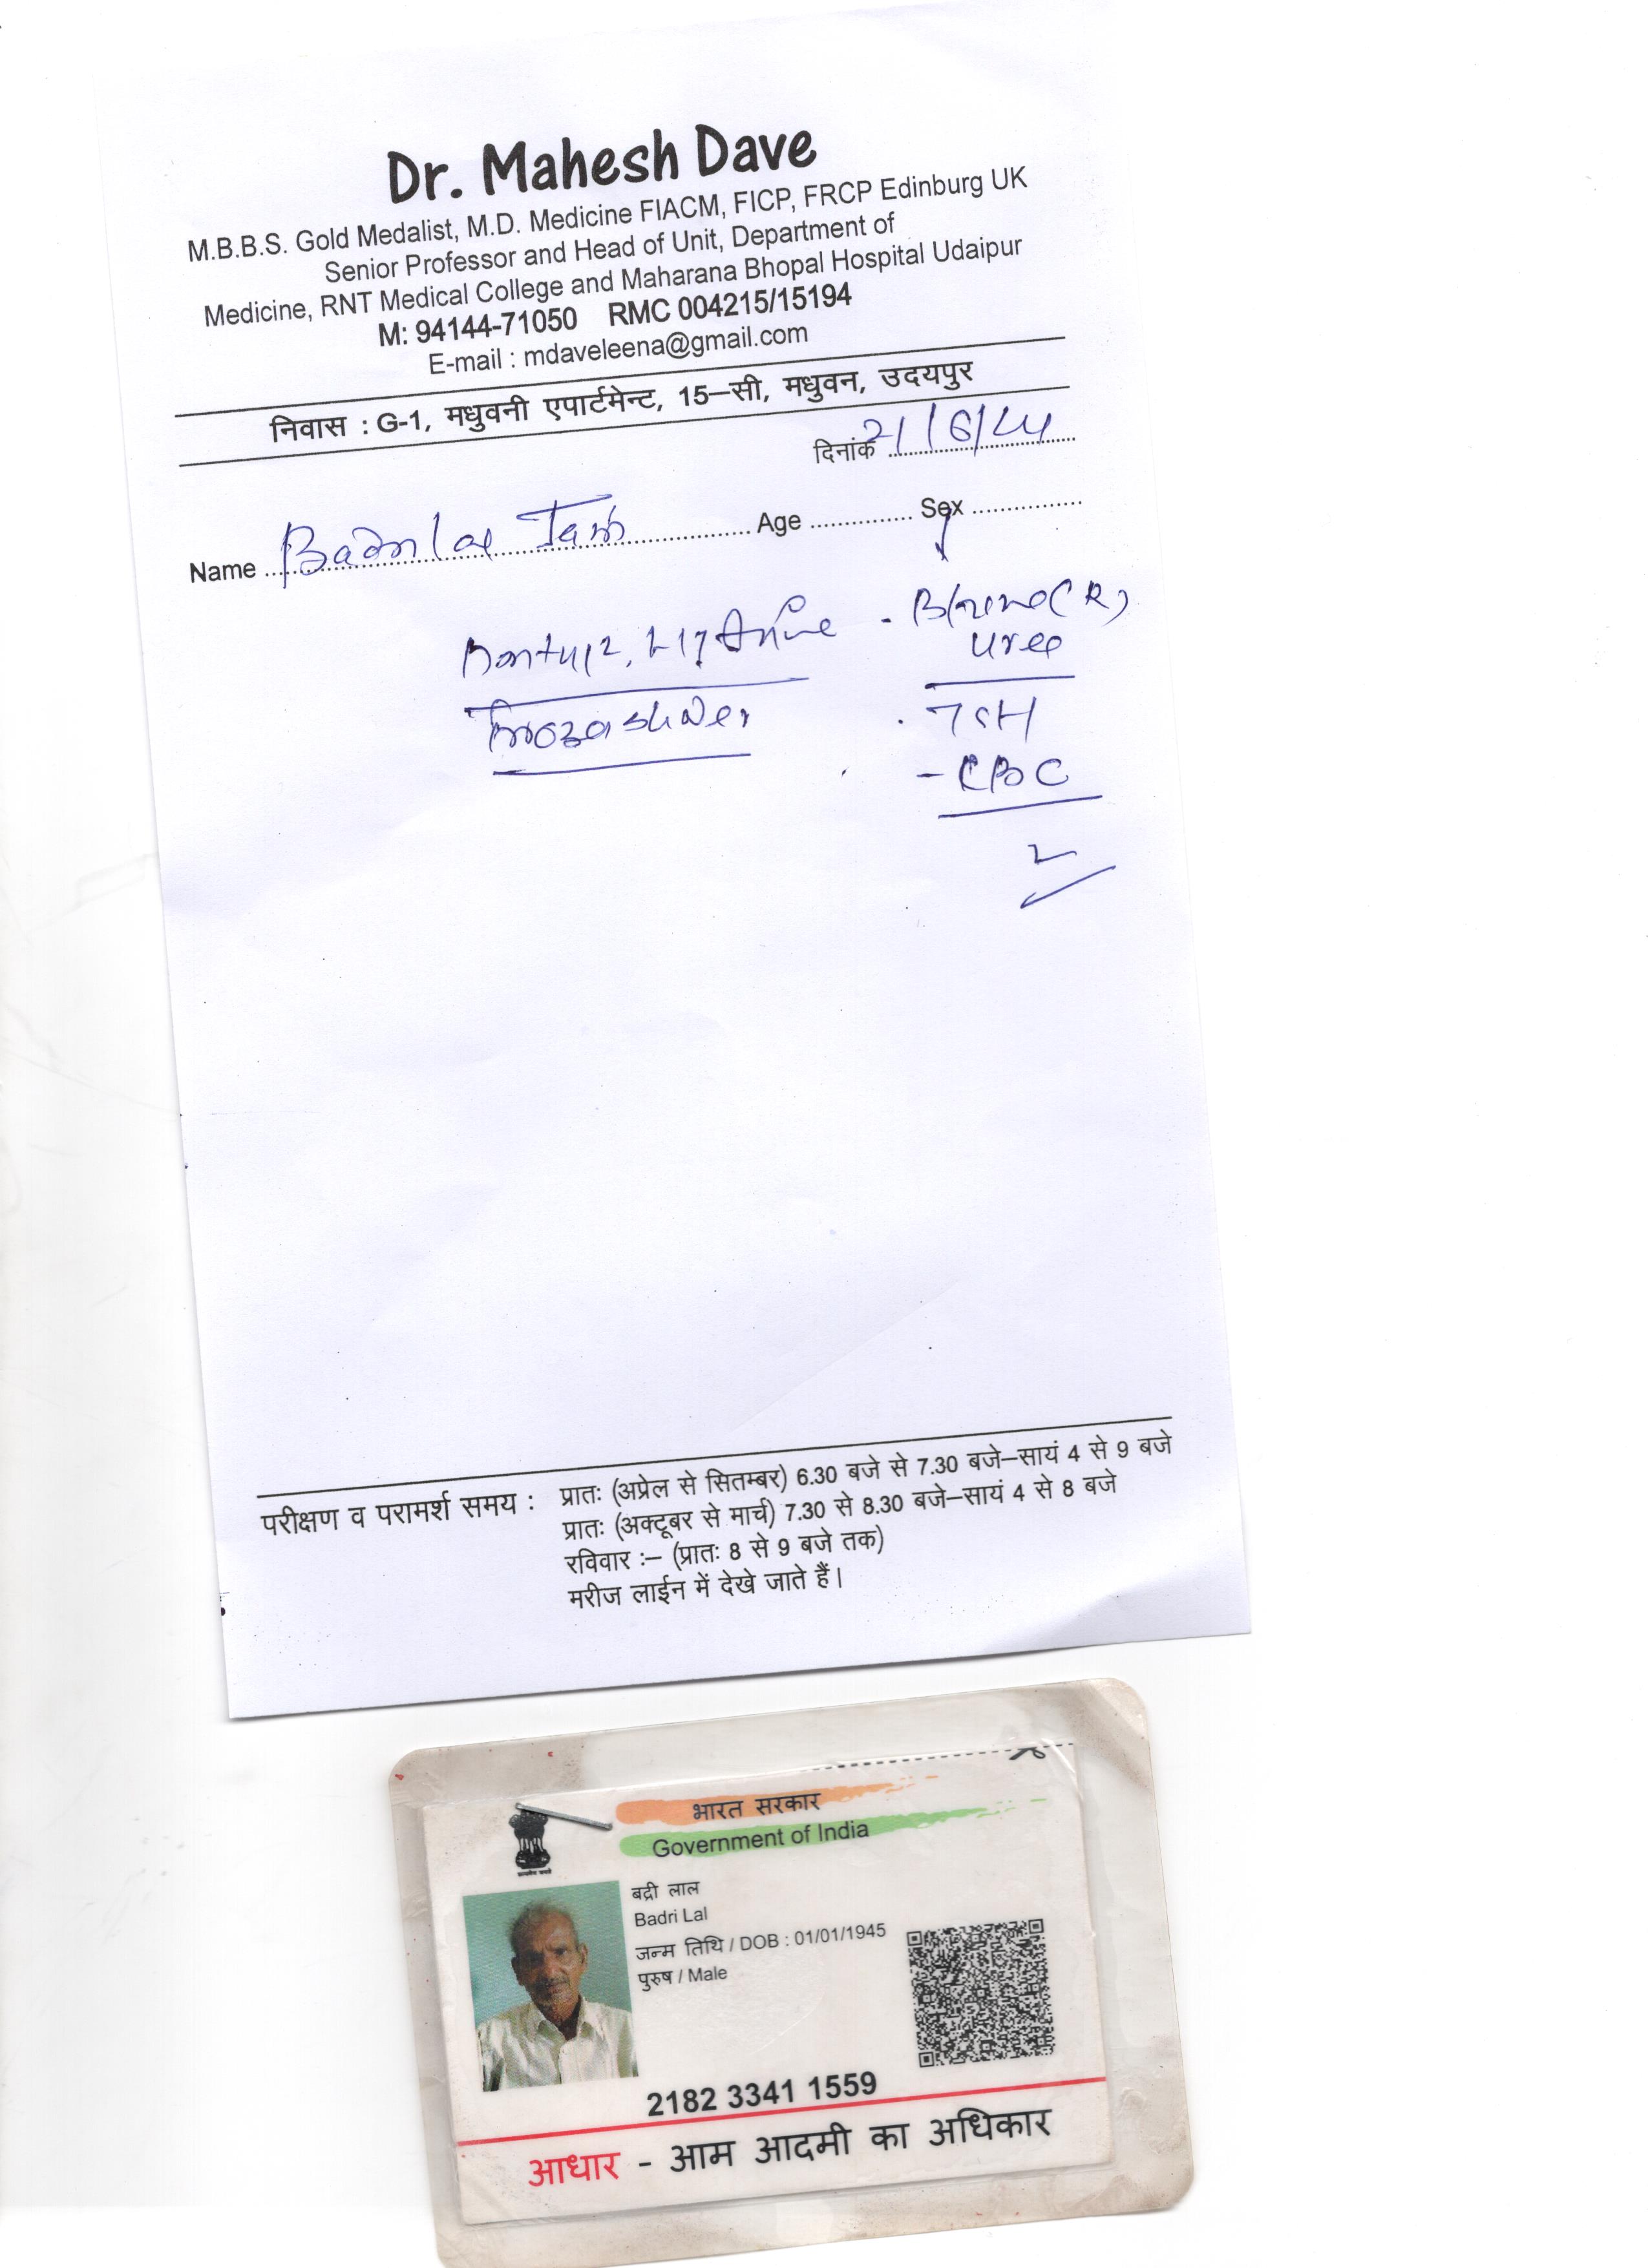 Dr. Mahesh Dave
M.B.B.S. Gold Medalist, M.D. Medicine FIACM, FICP, FRCP Edinburg UK
Senior Professor and Head of Unit, Department of
Medicine, RNT Medical College and Maharana Bhopal Hospital Udaipur
M: 94144-71050 RMC 004215/15194
E-mail : mdaveleena@gmail.com
निवास : G-1, मधुवनी एपार्टमेन्ट, 15–सी, मधुवन, उदयपुर
दिनांक 21/6/24
Name Badrilal Age Sex
Urea
TSH
- CBC
परीक्षण व परामर्श समय : प्रातः (अप्रेल से सितम्बर) 6.30 बजे से 7.30 बजे–सायं 4 से 9 बजे
प्रातः (अक्टूबर से मार्च) 7.30 से 8.30 बजे–सायं 4 से 8 बजे
रविवार :– (प्रातः 8 से 9 बजे तक)
मरीज लाईन में देखे जाते हैं।
भारत सरकार
Government of India
बद्री लाल
Badri Lal
जन्म तिथि / DOB : 01/01/1945
पुरुष / Male
2182 3341 1559
आधार - आम आदमी का अधिकार